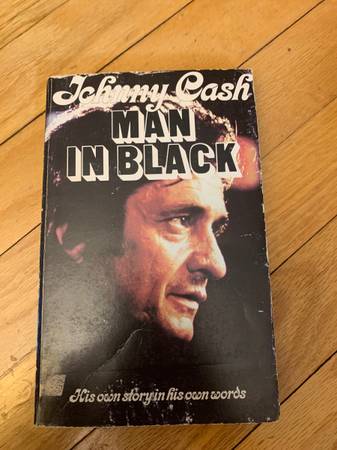 Johnny Cash
MAN
IN BLACK
His own story in his own words